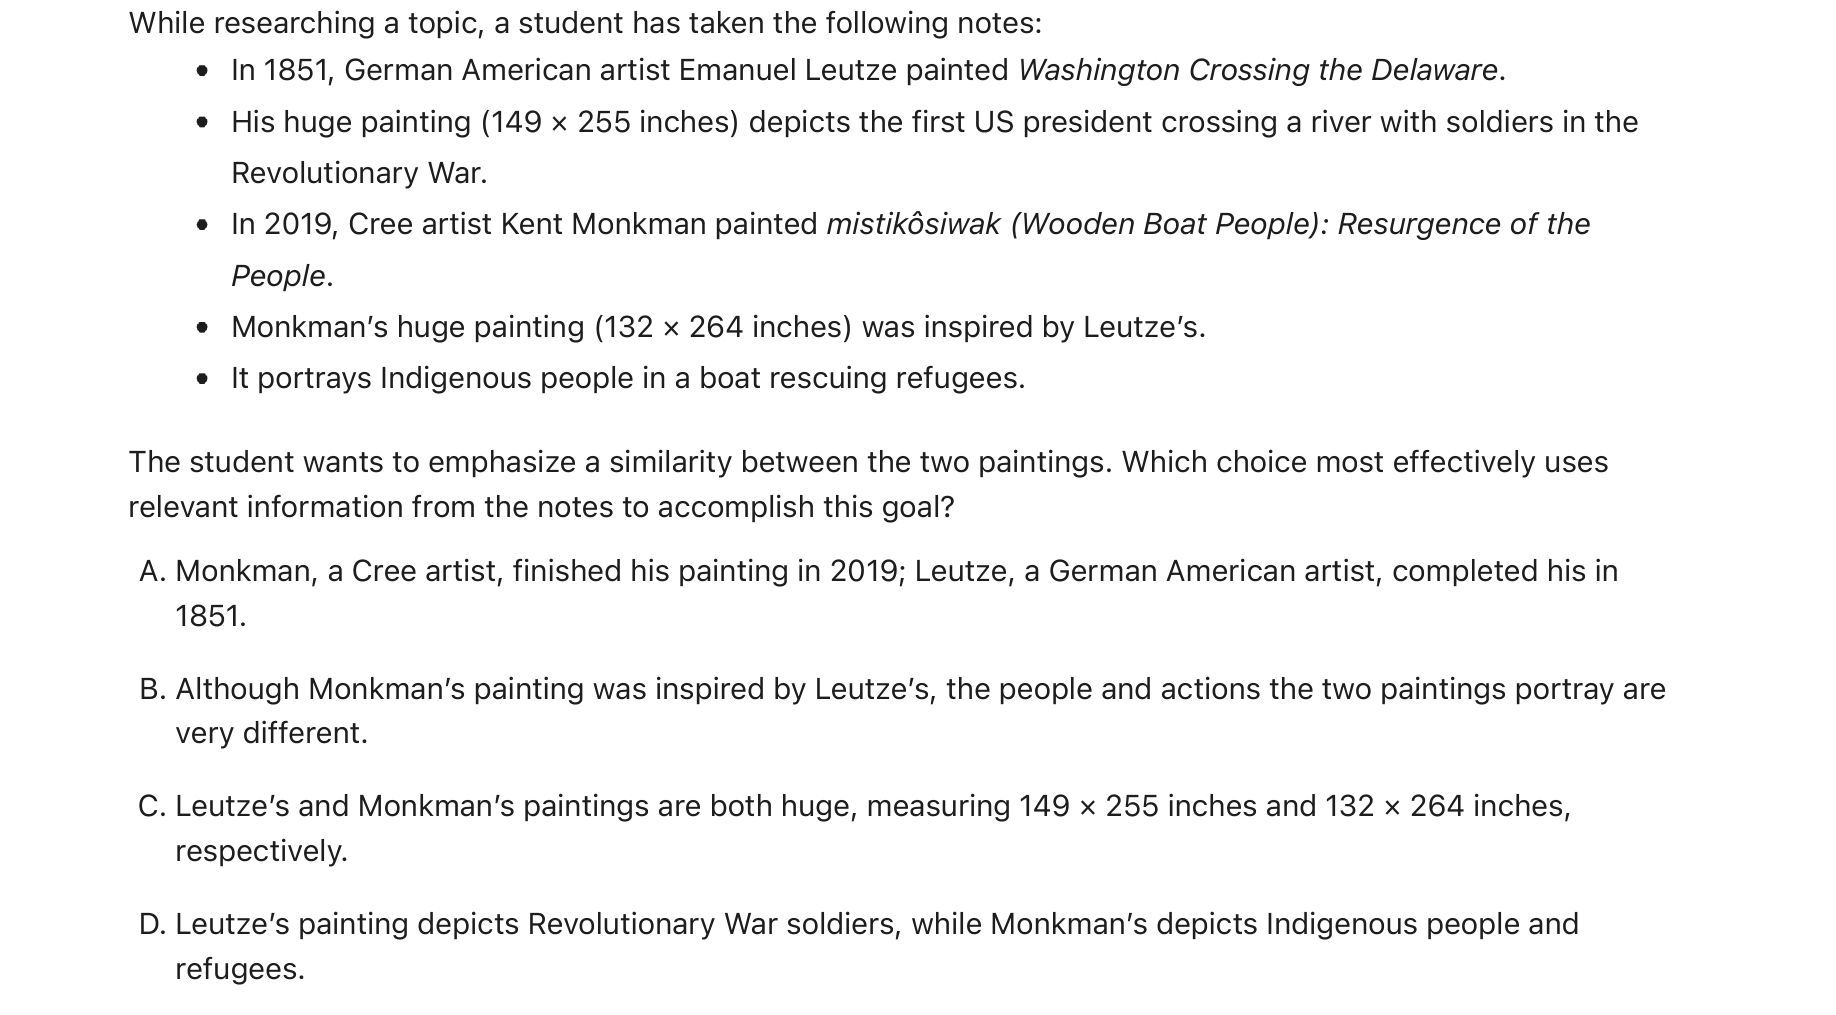 While researching a topic, a student has taken the following notes:
• In 1851, German American artist Emanuel Leutze painted Washington Crossing the Delaware.
• His huge painting (149 × 255 inches) depicts the first US president crossing a river with soldiers in the
Revolutionary War.
• In 2019, Cree artist Kent Monkman painted mistikôsiwak (Wooden Boat People): Resurgence of the
People.
• Monkman’s huge painting (132 × 264 inches) was inspired by Leutze’s.
• It portrays Indigenous people in a boat rescuing refugees.
The student wants to emphasize a similarity between the two paintings. Which choice most effectively uses
relevant information from the notes to accomplish this goal?
A. Monkman, a Cree artist, finished his painting in 2019; Leutze, a German American artist, completed his in
1851.
B. Although Monkman’s painting was inspired by Leutze’s, the people and actions the two paintings portray are
very different.
C. Leutze’s and Monkman’s paintings are both huge, measuring 149 × 255 inches and 132 × 264 inches,
respectively.
D. Leutze’s painting depicts Revolutionary War soldiers, while Monkman’s depicts Indigenous people and
refugees.